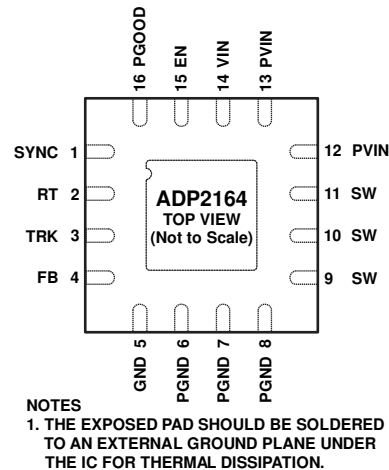 16 PGOOD
15 EN
14 VIN
13 PVIN
SYNC 1
RT 2
TRK 3
FB 4
12 PVIN
11 SW
10 SW
9 SW
ADP2164
TOP VIEW
(Not to Scale)
GND 5
PGND 6
PGND 7
PGND 8
NOTES
1. THE EXPOSED PAD SHOULD BE SOLDERED
TO AN EXTERNAL GROUND PLANE UNDER
THE IC FOR THERMAL DISSIPATION.